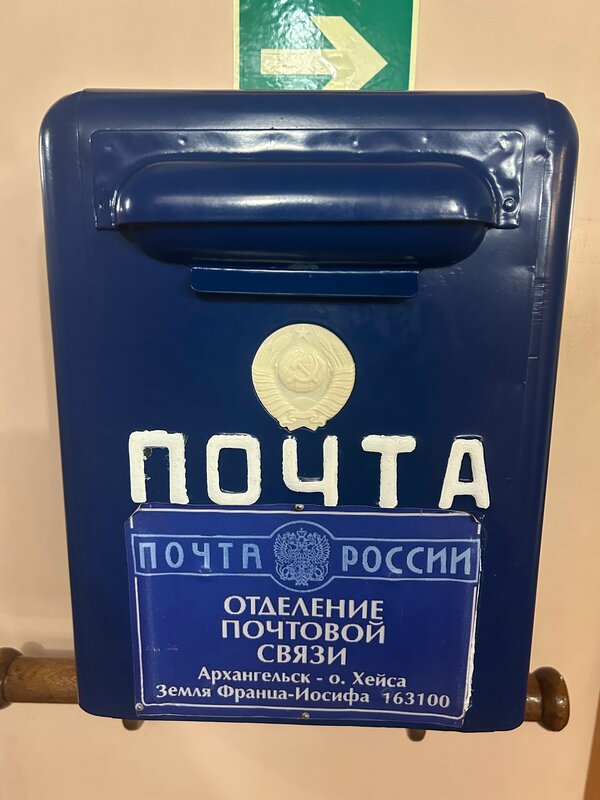 ПОЧТА
ПОЧТА РОССИИ
ОТДЕЛЕНИЕ
ПОЧТОВОЙ
СВЯЗИ
Архангельск - о. Хейса
Земля Франца-Иосифа 163100